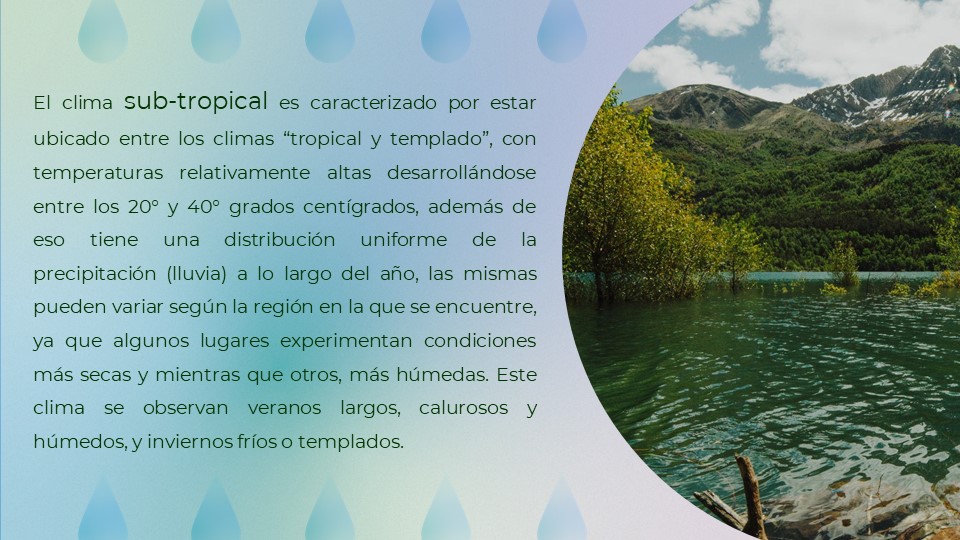 El clima sub-tropical es caracterizado por estar
ubicado entre los climas “tropical y templado”, con
temperaturas relativamente altas desarrollándose
entre los 20° y 40° grados centígrados, además de
eso tiene una distribución uniforme de la
precipitación (lluvia) a lo largo del año, las mismas
pueden variar según la región en la que se encuentre,
ya que algunos lugares experimentan condiciones
más secas y mientras que otros, más húmedas. Este
clima se observan veranos largos, calurosos y
húmedos, y inviernos fríos o templados.